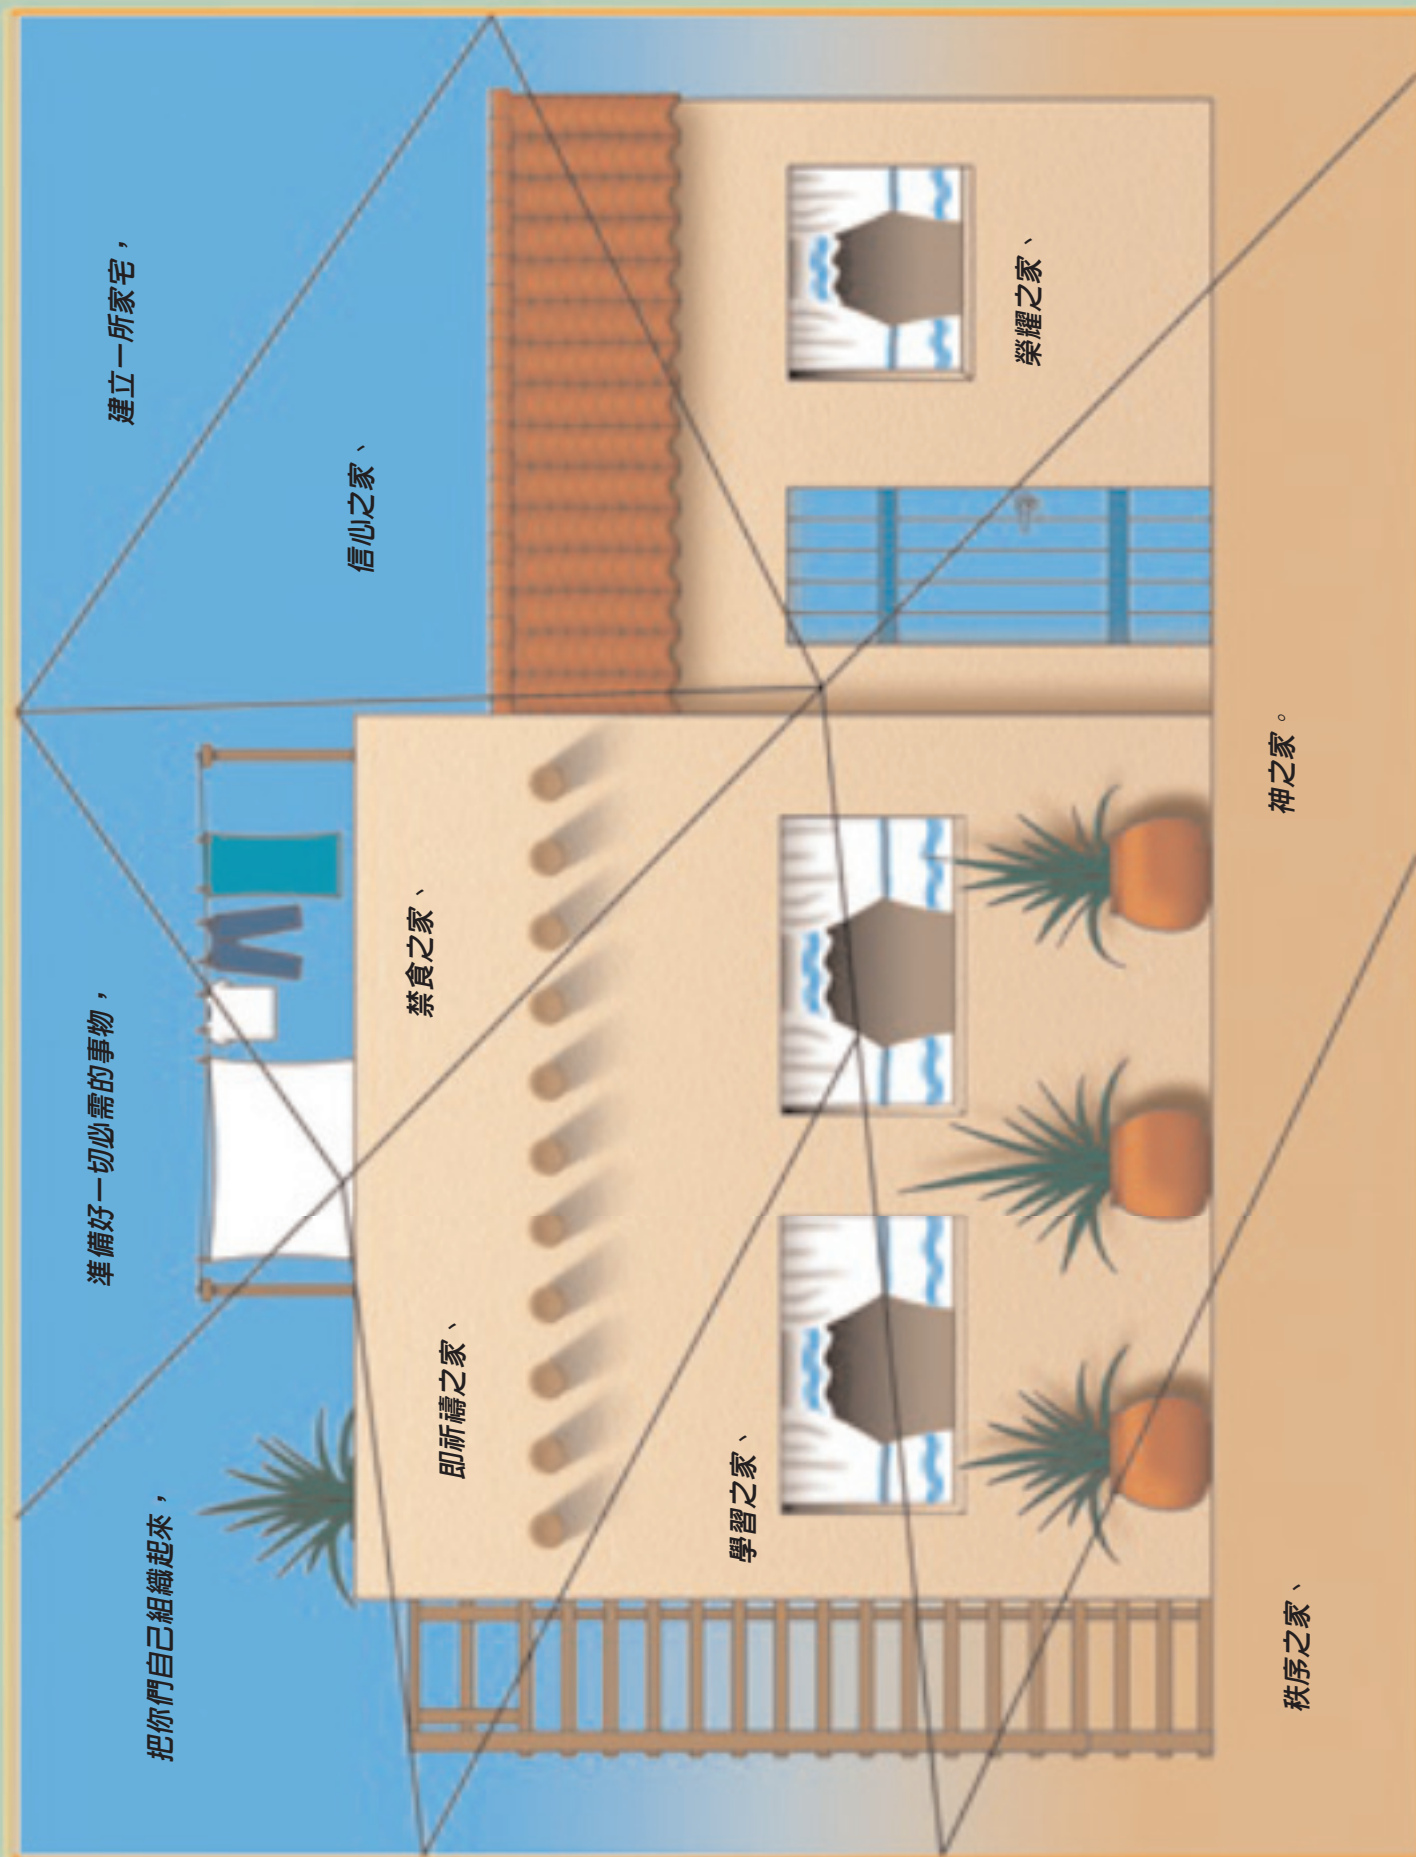 把你們自己組織起來，
準備好一切必需的事物，
建立一所家宅，
即祈禱之家、
禁食之家、
信心之家、
學習之家、
榮耀之家、
秩序之家、
神之家。